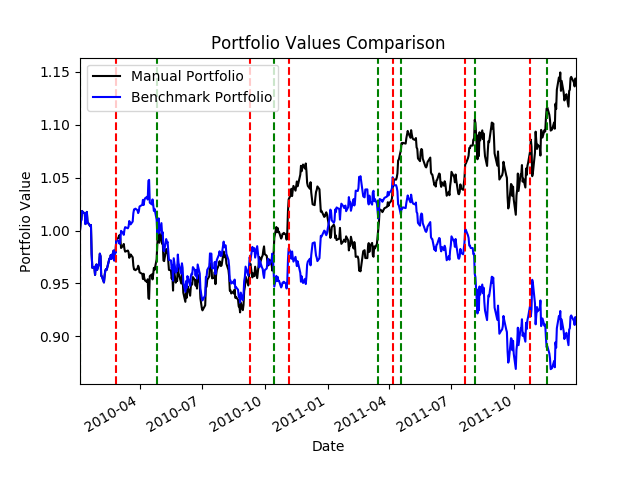 Portfolio Values Comparison
Manual Portfolio
Benchmark Portfolio
1.15
1.10
1.05
1.00
0.95
0.90
Portfolio Value
2010-04
2010-07
2010-10
2011-01
2011-04
2011-07
2011-10
Date